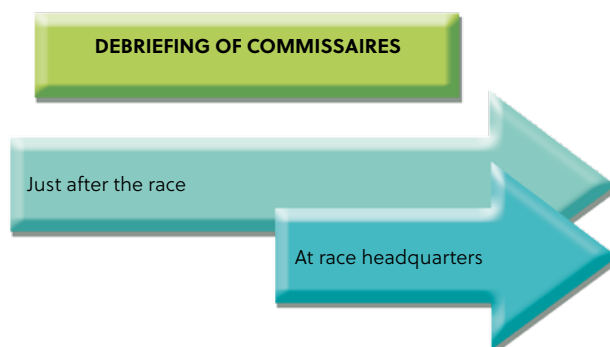 DEBRIEFING OF COMMISSAIRES
Just after the race
At race headquarters